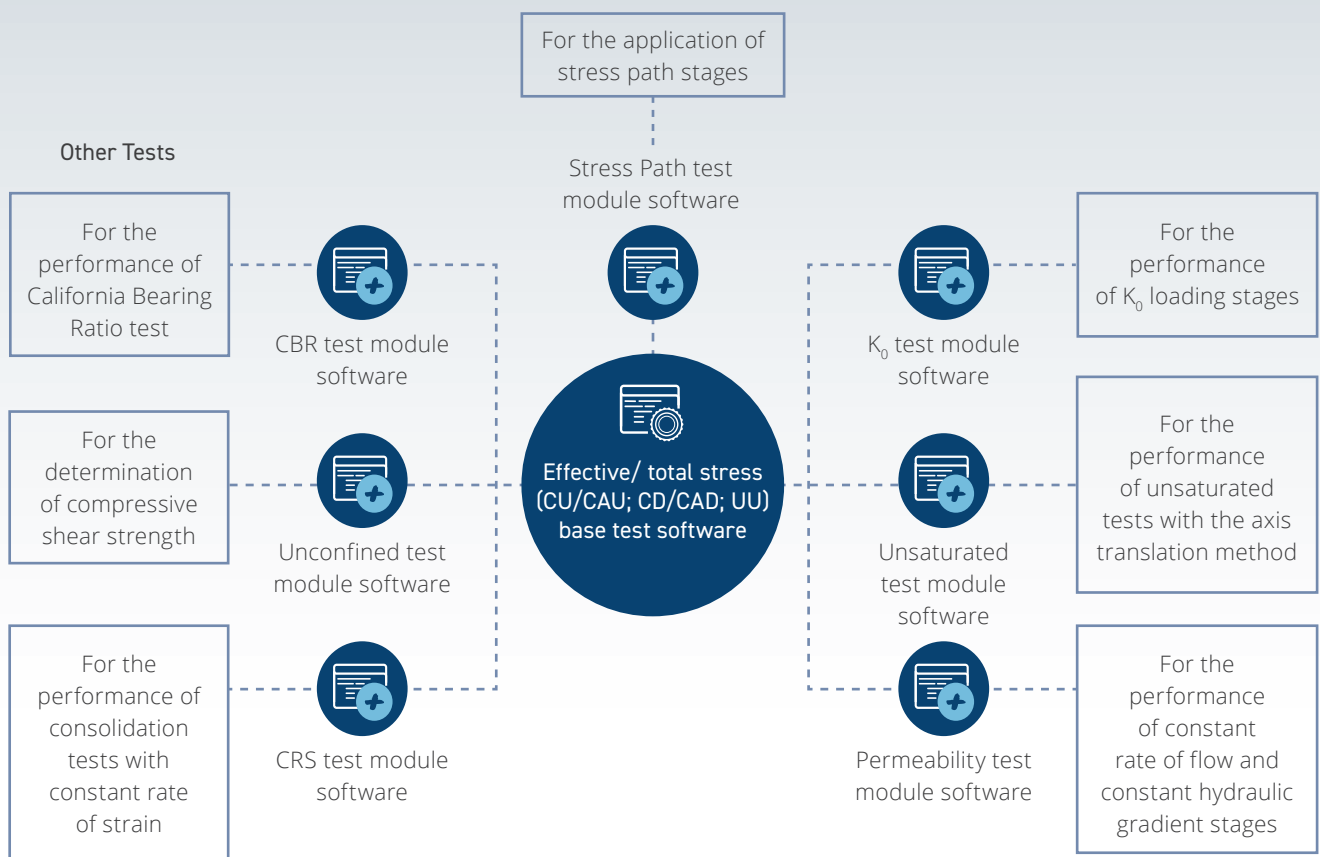 For the application of
stress path stages
Other Tests
Stress Path test
module software
For the
performance of
California Bearing
Ratio test
CBR test module
software
K₀ test module
software
For the
performance
of K₀ loading stages
For the
determination
of compressive
shear strength
Unconfined test
module software
Effective/ total stress
(CU/CAU; CD/CAD; UU)
base test software
Unsaturated
test module
software
For the
performance
of unsaturated
tests with the axis
translation method
For the
performance of
consolidation
tests with
constant rate
of strain
CRS test module
software
Permeability test
module software
For the
performance
of constant
rate of flow and
constant hydraulic
gradient stages